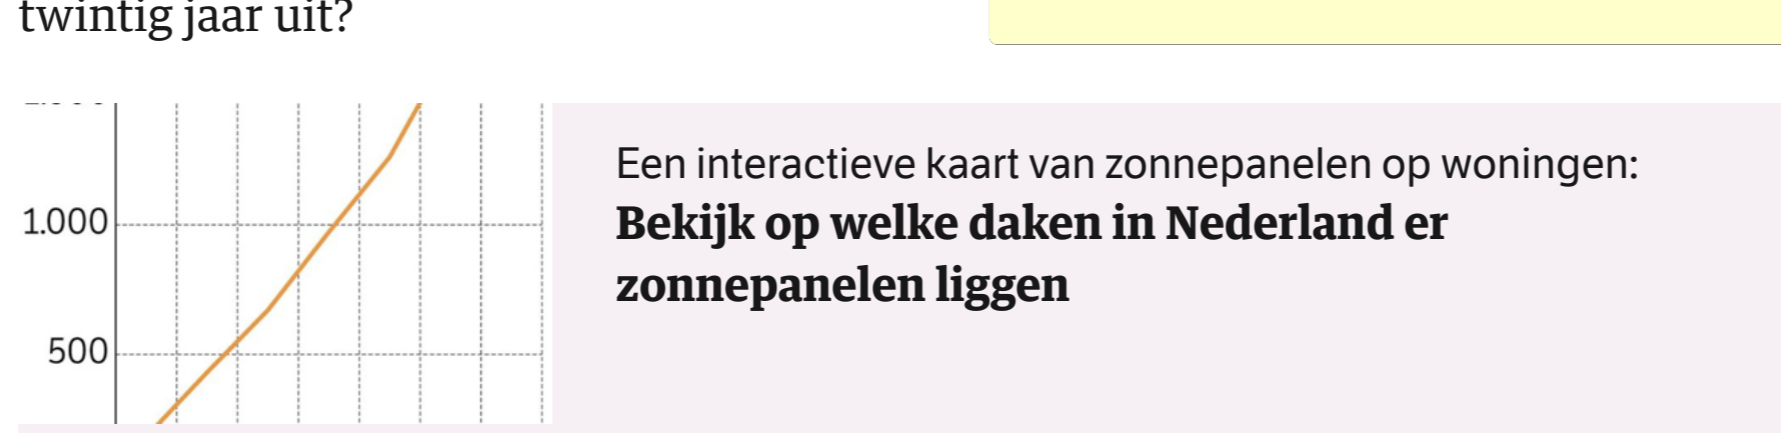 twintig jaar uit?
1.000
500
Een interactieve kaart van zonnepanelen op woningen:
Bekijk op welke daken in Nederland er
zonnepanelen liggen